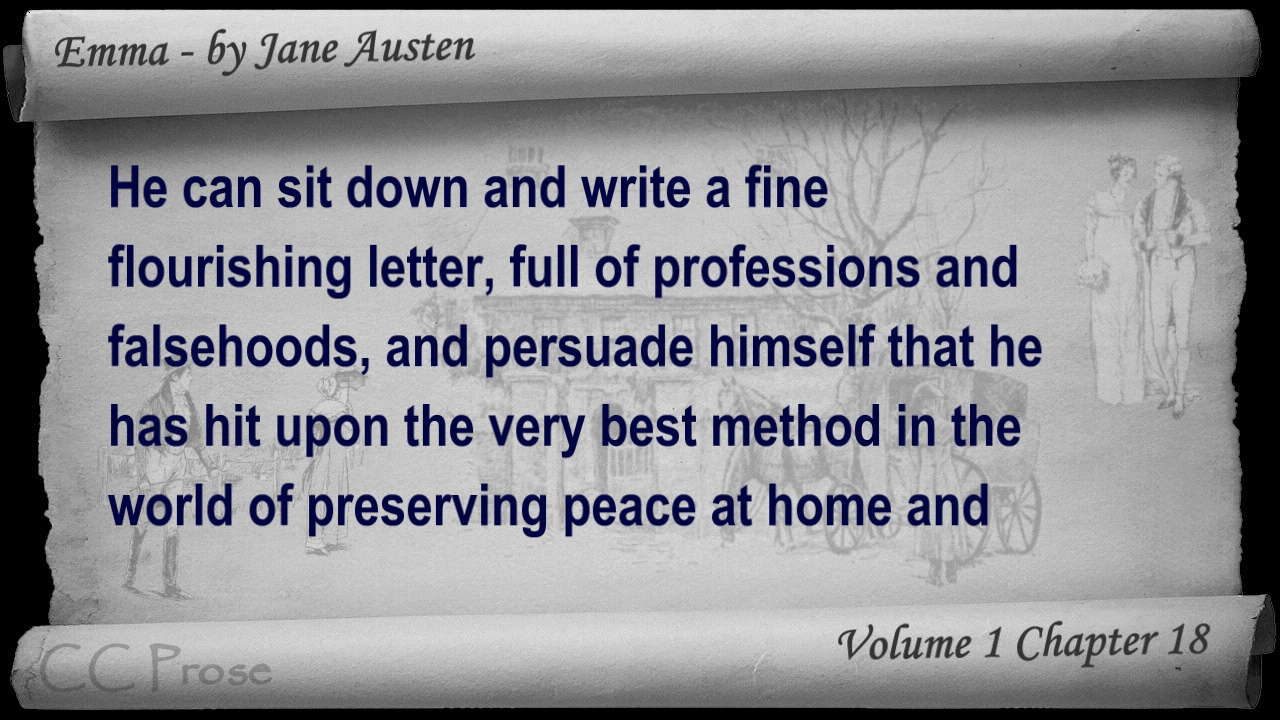 Emma - by Jane Austen
He can sit down and write a fine
flourishing letter, full of professions and
falsehoods, and persuade himself that he
has hit upon the very best method in the
world of preserving peace at home and
Volume 1 Chapter 18
CC Prose